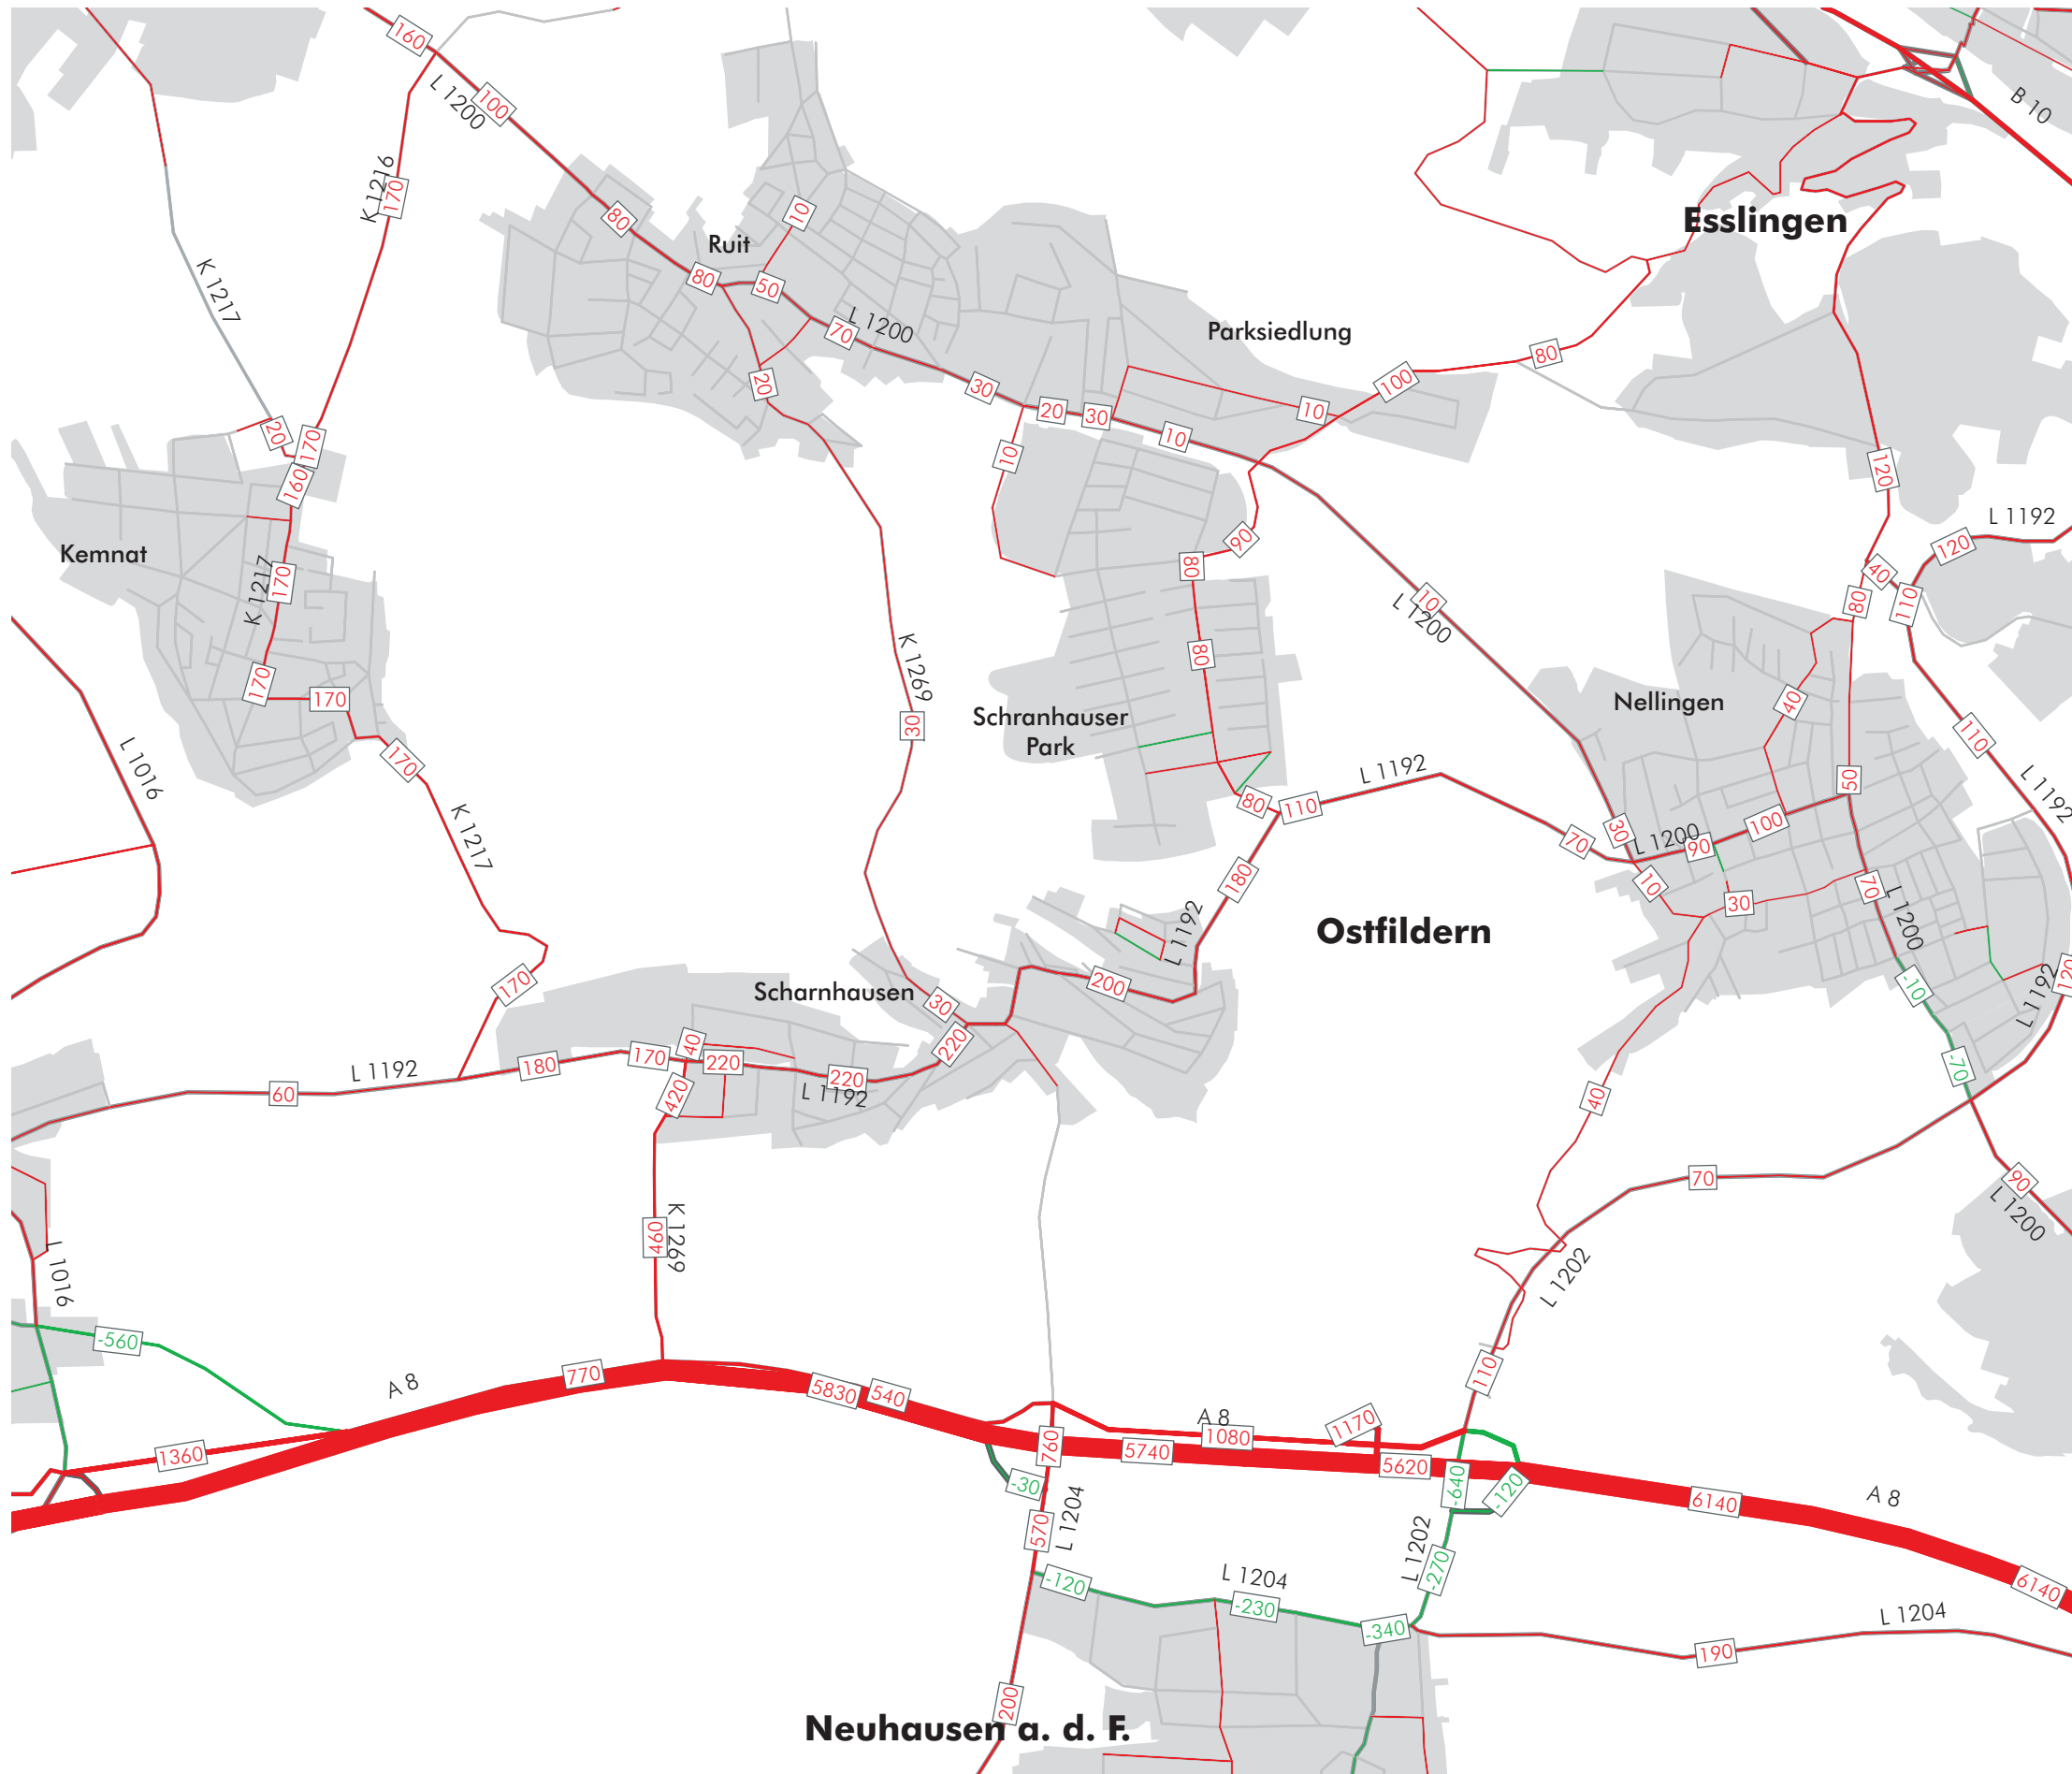 160
L 1200
100
B 10
K 1216
170
80
10
Ruit
Esslingen
80
50
K 1217
L 1200
70
Parksiedlung
80
100
20
30
20
30
10
10
20
170
10
160
120
L 1192
Kemnat
90
120
80
40
K 1217
170
10
L 1200
80
110
K 1269
80
170
170
Nellingen
40
30
Schranhauser
Park
110
L 1016
170
L 1192
50
L 1192
K 1217
80
110
70
30
L 1200
90
100
180
10
30
70
L 1200
Ostfildern
L 1192
200
170
Scharnhausen
30
-10
120
L 1192
220
40
170
220
180
L 1192
60
220
L 1192
420
-70
40
70
90
L 1200
460
K 1269
L 1016
L 1202
-560
770
A 8
5830
540
110
A 8
1080
1170
760
5740
5620
1360
-30
-640
-120
6140
A 8
570
L 1204
L 1202
-270
-120
L 1204
-230
-340
6140
L 1204
190
200
Neuhausen a. d. F.